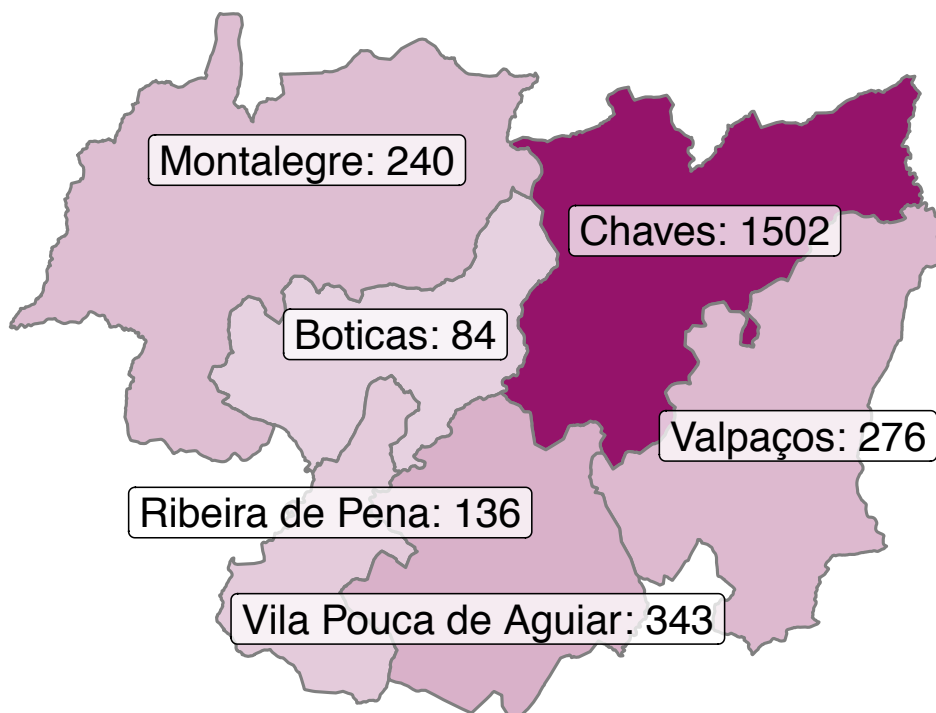 Montalegre: 240
Chaves: 1502
Boticas: 84
Valpaços: 276
Ribeira de Pena: 136
Vila Pouca de Aguiar: 343